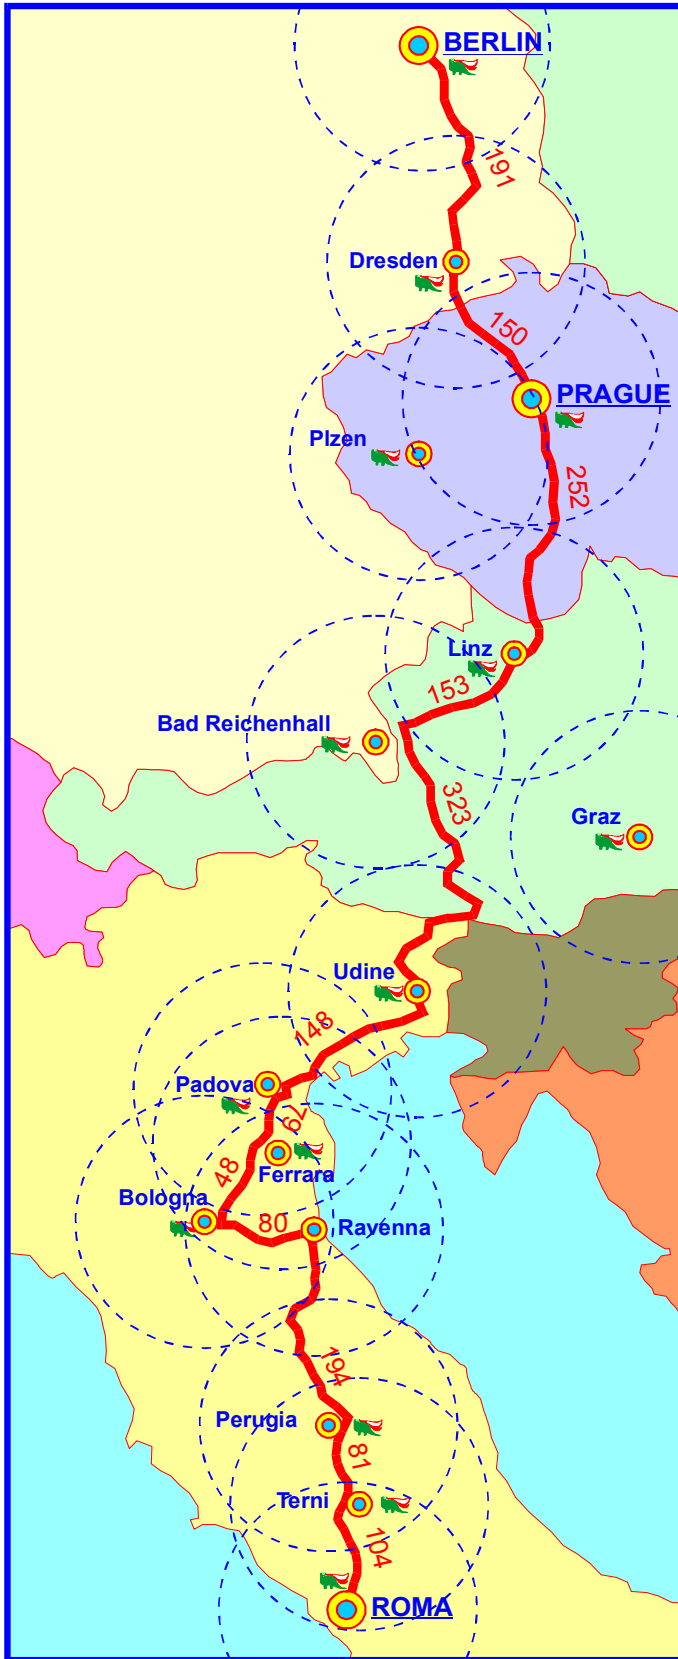 BERLIN
191
Dresden
150
PRAGUE
Plzen
252
Linz
153
Bad Reichenhall
323
Graz
Udine
148
Padova
79
Ferrara
48
Bologna
80
Ravenna
194
Perugia
81
Terni
104
ROMA